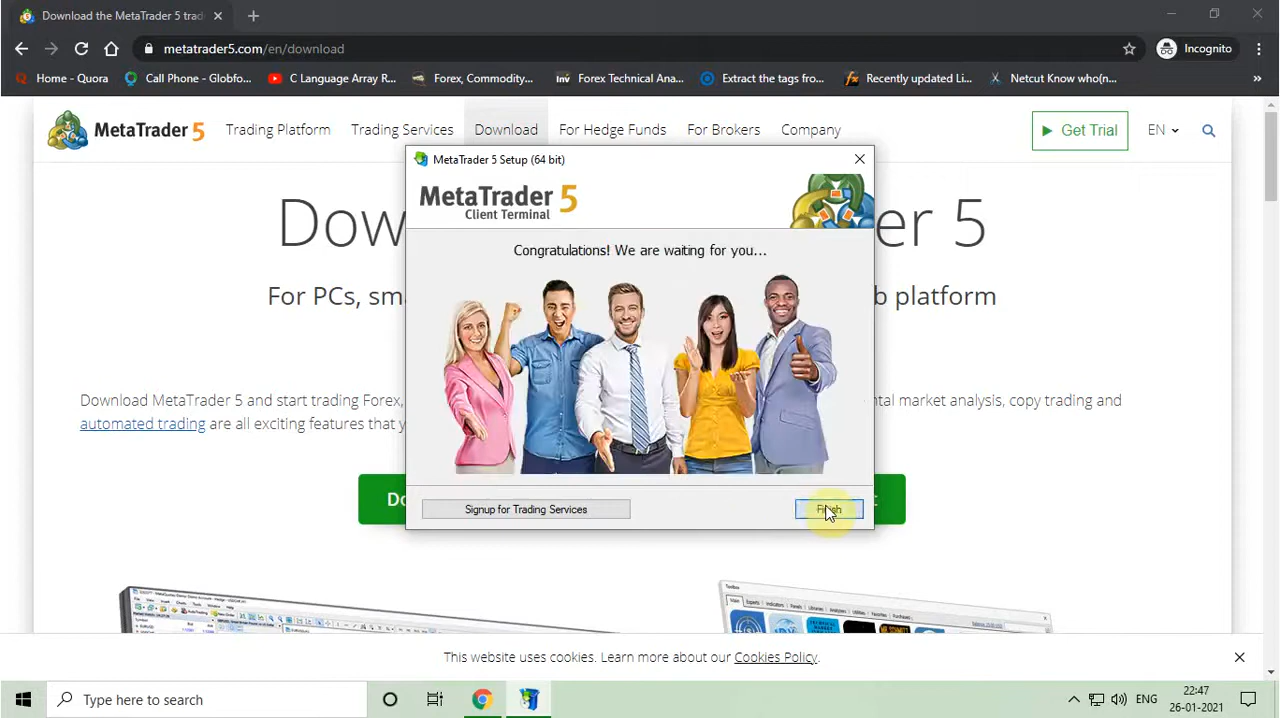 Download the MetaTrader 5 trad
metatrader5.com/en/download
Incognito
Home - Quora
Call Phone - Globfo...
C Language Array R...
Forex, Commodity...
Forex Technical Ana...
Extract the tags from...
Recently updated Li...
Netcut Know who(n...
»
MetaTrader 5
Trading Platform
Trading Services
Download
For Hedge Funds
For Brokers
Company
Get Trial
EN
MetaTrader 5 Setup (64 bit)
MetaTrader 5
Client Terminal
Dow
er 5
Congratulations! We are waiting for you...
For PCs, sm
b platform
Download MetaTrader 5 and start trading Forex,
ntal market analysis, copy trading and
automated trading are all exciting features that y
Do
Signup for Trading Services
Finish
This website uses cookies. Learn more about our Cookies Policy.
Type here to search
ENG
22:47
26-01-2021